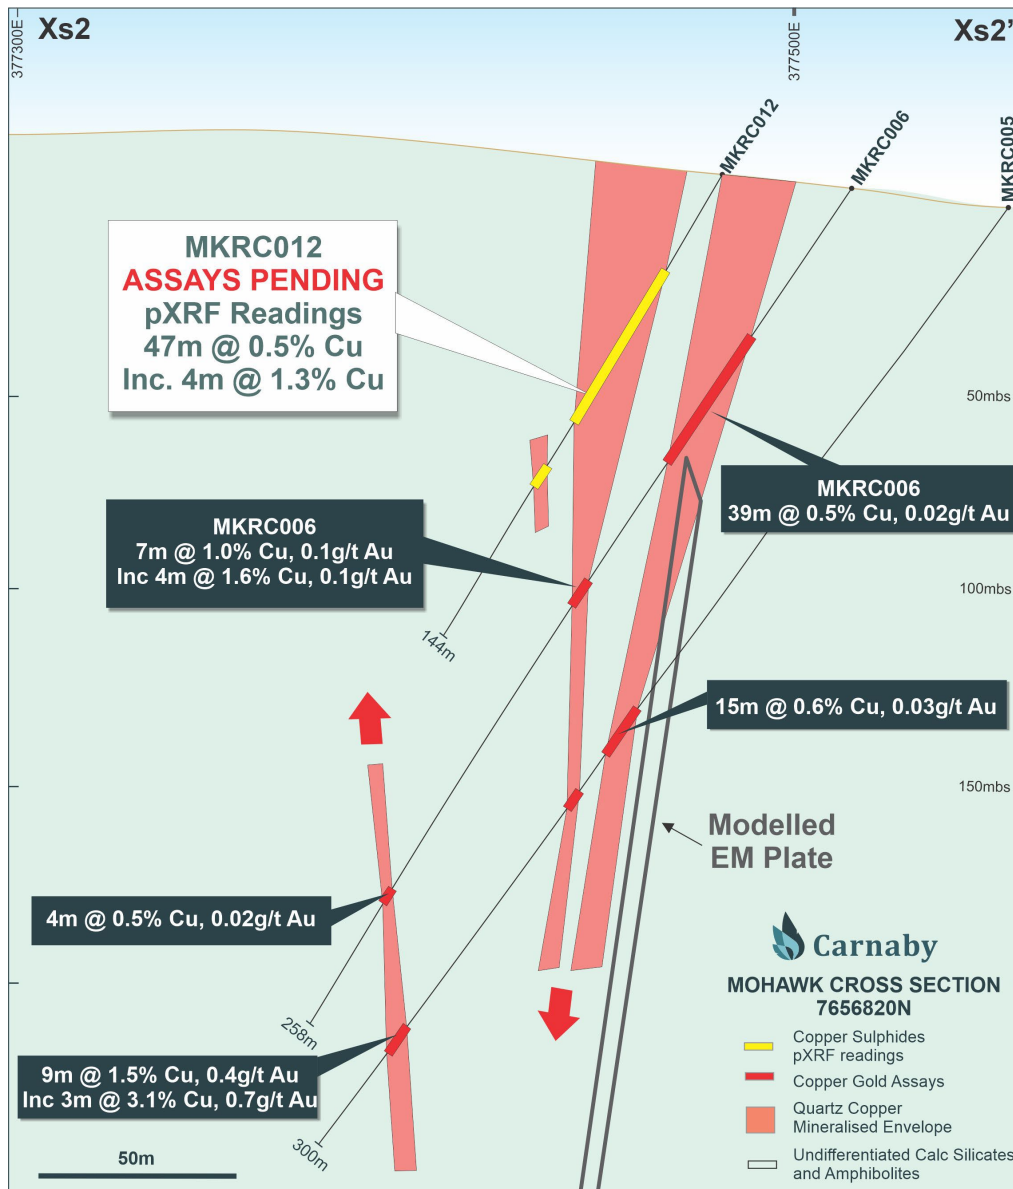 377300E
Xs2
377500E
Xs2'
MKRC012
MKRC006
MKRC005
MKRC012
ASSAYS PENDING
pXRF Readings
47m @ 0.5% Cu
Inc. 4m @ 1.3% Cu
50mbs
MKRC006
39m @ 0.5% Cu, 0.02g/t Au
MKRC006
7m @ 1.0% Cu, 0.1g/t Au
Inc 4m @ 1.6% Cu, 0.1g/t Au
100mbs
144m
15m @ 0.6% Cu, 0.03g/t Au
150mbs
Modelled
EM Plate
4m @ 0.5% Cu, 0.02g/t Au
258m
9m @ 1.5% Cu, 0.4g/t Au
Inc 3m @ 3.1% Cu, 0.7g/t Au
300m
50m
Carnaby
MOHAWK CROSS SECTION
7656820N
Copper Sulphides
pXRF readings
Copper Gold Assays
Quartz Copper
Mineralised Envelope
Undifferentiated Calc Silicates
and Amphibolites